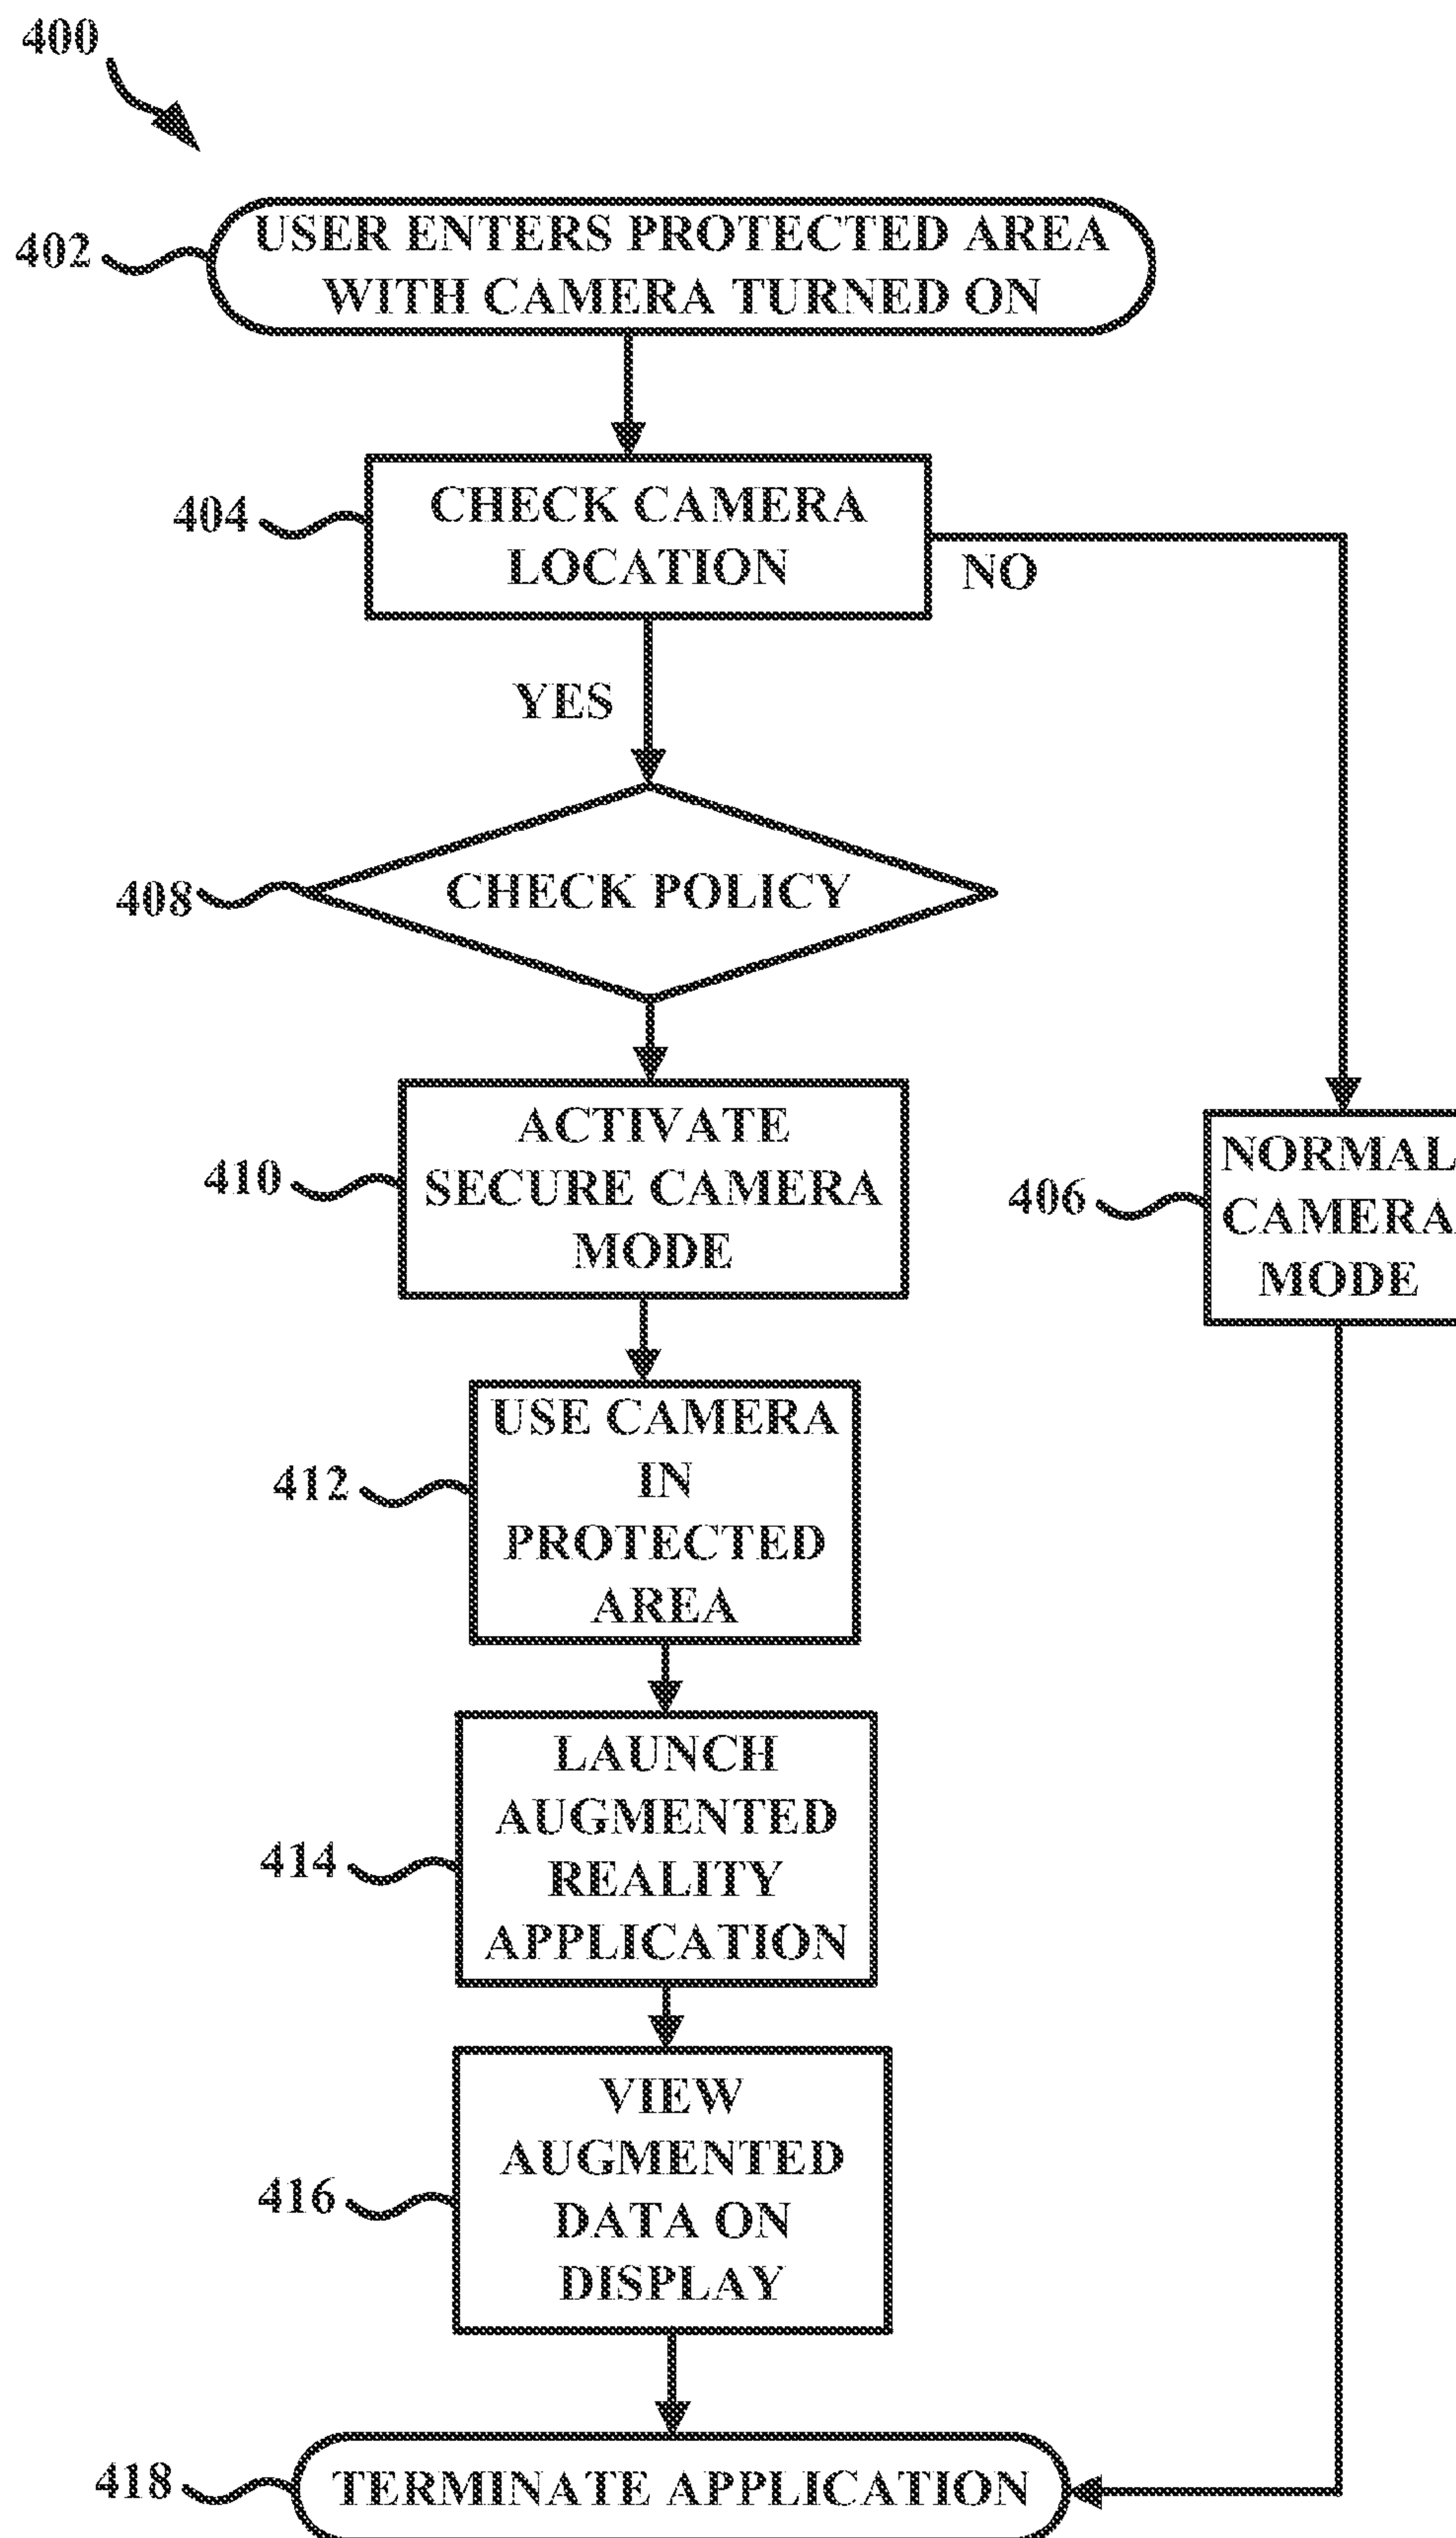 400
402
USER ENTERS PROTECTED AREA
WITH CAMERA TURNED ON
404
CHECK CAMERA
LOCATION
NO
YES
408
CHECK POLICY
410
ACTIVATE
SECURE CAMERA
MODE
406
NORMAL
CAMERA
MODE
412
USE CAMERA
IN
PROTECTED
AREA
414
LAUNCH
AUGMENTED
REALITY
APPLICATION
416
VIEW
AUGMENTED
DATA ON
DISPLAY
418
TERMINATE APPLICATION